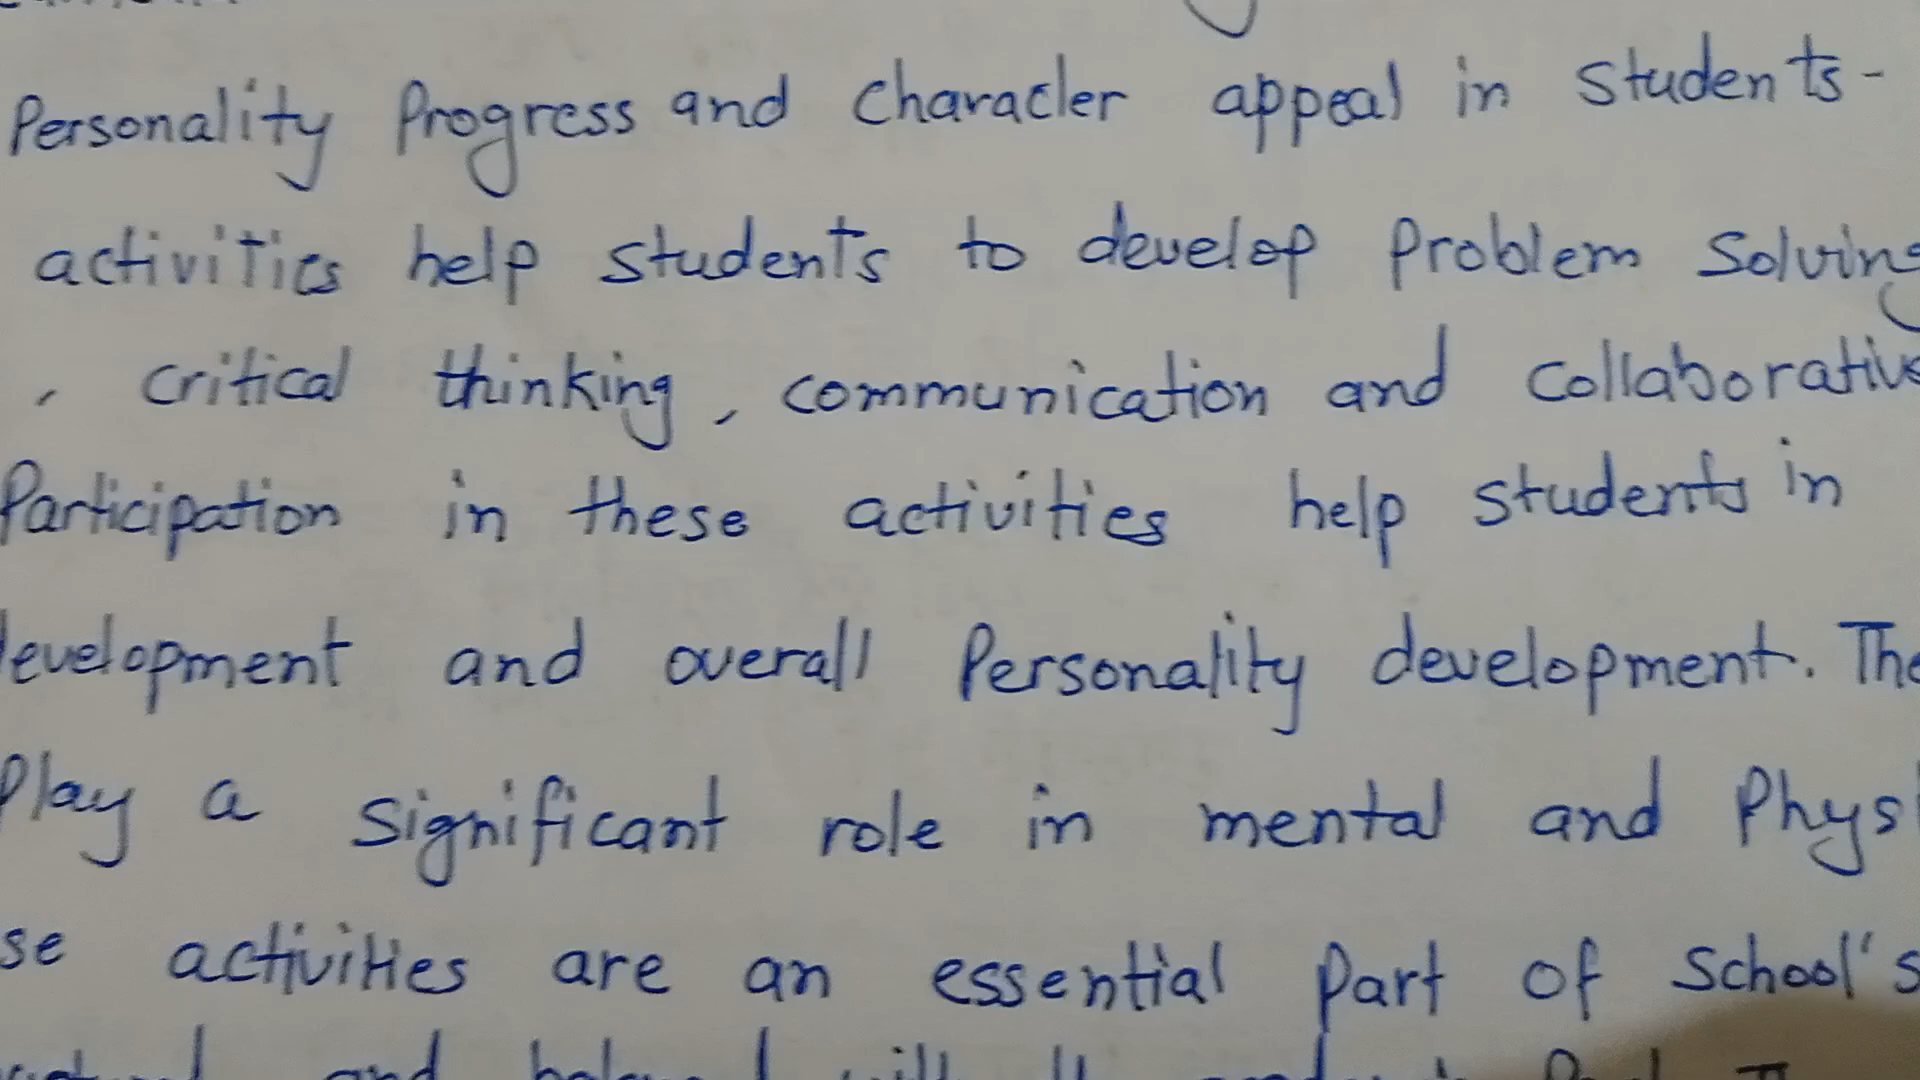 Personality Progress and Character appeal in students-
activities help students to develop Problem Solving
, critical thinking, communication and collaborative
Participation in these activities help students in
development and overall Personality development. The
Play a significant role in mental and
se activities are an essential Part of School's
and